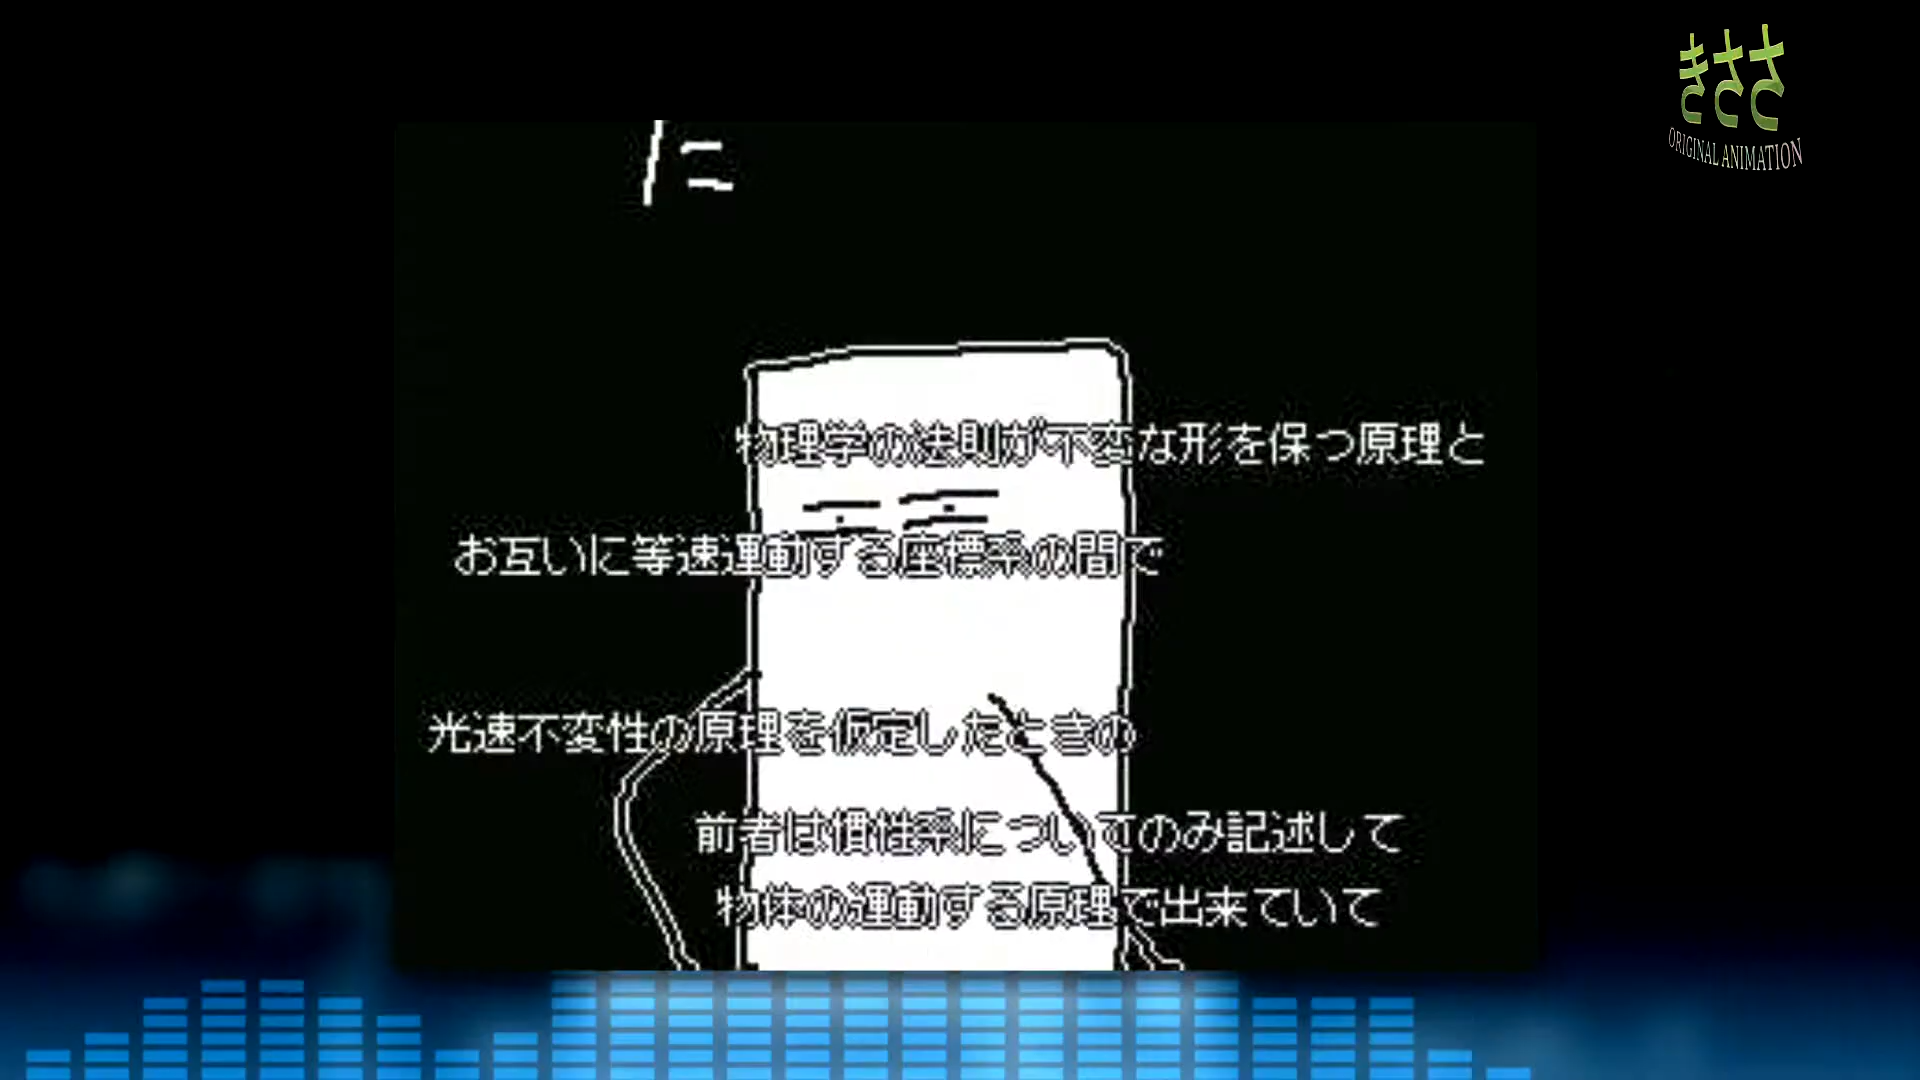 きささ
ORIGINAL ANIMATION
に
物理学の法則が不変な形を保つ原理と
お互いに等速運動する座標系の間で
光速不変性の原理を仮定したときの
前者は慣性系についてのみ記述して
物体の運動する原理で出来ていて